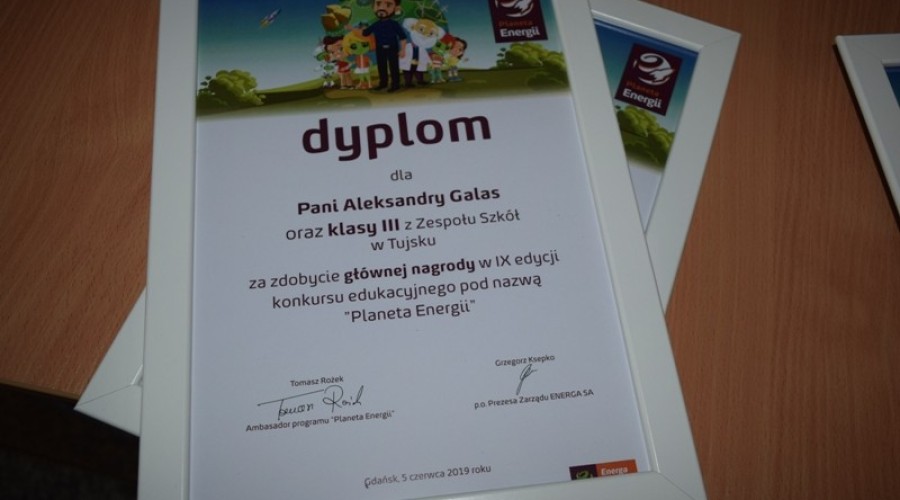 Planeta
Energii
Planeta
Energii
dyplom
dla
Pani Aleksandry Galas
oraz klasy III z Zespołu Szkół
w Tujsku
za zdobycie głównej nagrody w IX edycji
konkursu edukacyjnego pod nazwą
"Planeta Energii"
Tomasz Rożek
Ambasador programu "Planeta Energii"
Grzegorz Ksepko
p.o. Prezesa Zarządu ENERGA SA
Gdańsk, 5 czerwca 2019 roku
Energa